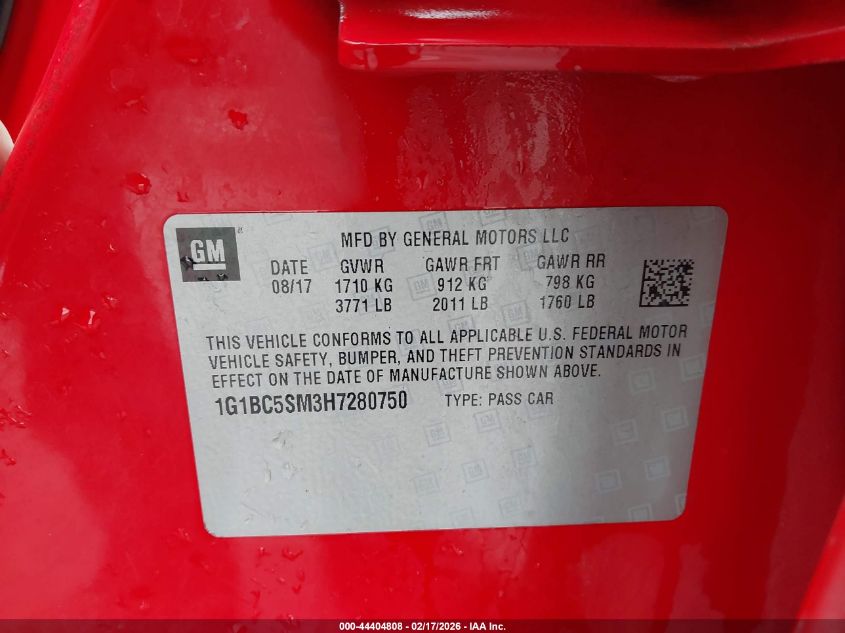 GM
MFD BY GENERAL MOTORS LLC
DATE GVWR GAWR FRT GAWR RR
08/17 1710 KG 912 KG 798 KG
3771 LB 2011 LB 1760 LB
THIS VEHICLE CONFORMS TO ALL APPLICABLE U.S. FEDERAL MOTOR
VEHICLE SAFETY, BUMPER, AND THEFT PREVENTION STANDARDS IN
EFFECT ON THE DATE OF MANUFACTURE SHOWN ABOVE.
1G1BC5SM3H7280750 TYPE: PASS CAR
000-44404808 - 02/17/2026 - IAA Inc.